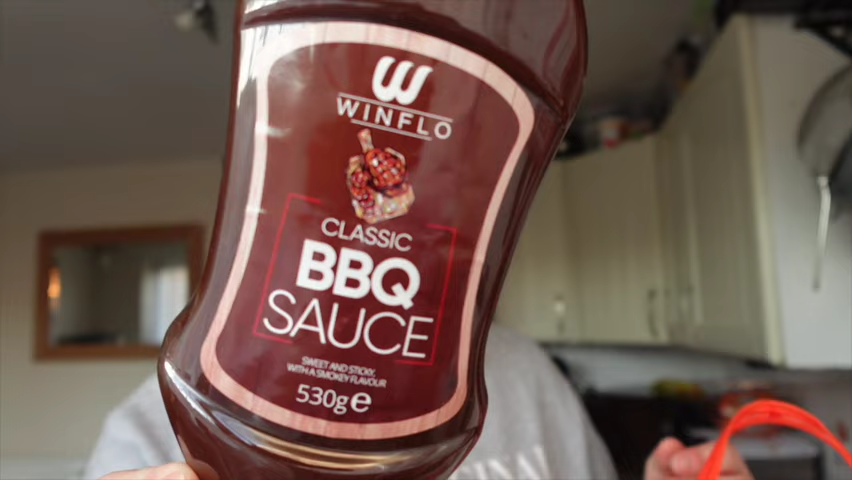 WINFLO
CLASSIC
BBQ
SAUCE
SWEET AND STICKY,
WITH A SMOKEY FLAVOUR
530g e